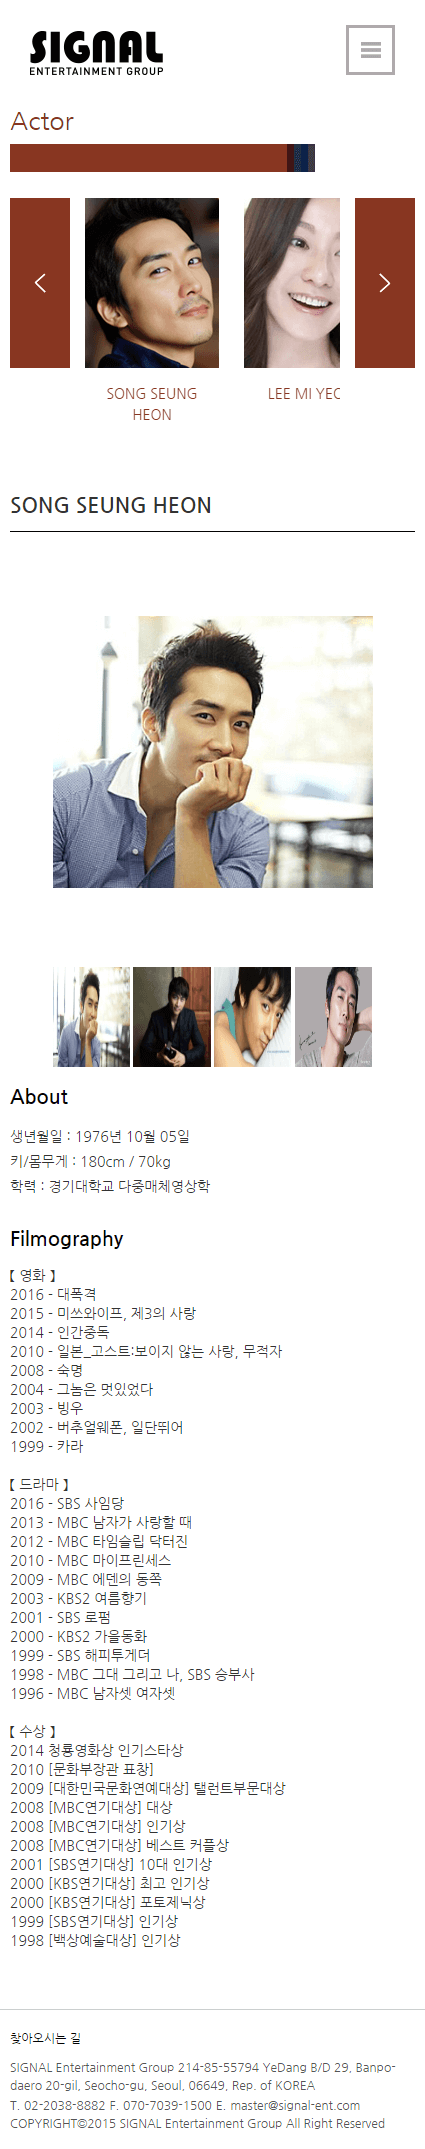 SIGNAL
ENTERTAINMENT GROUP
Actor
SONG SEUNG
HEON
LEE MI YEO
SONG SEUNG HEON
About
생년월일 : 1976년 10월 05일
키/몸무게 : 180cm / 70kg
학력 : 경기대학교 다중매체영상학
Filmography
【 영화 】
2016 - 대폭격
2015 - 미쓰와이프, 제3의 사랑
2014 - 인간중독
2010 - 일본_고스트:보이지 않는 사랑, 무적자
2008 - 숙명
2004 - 그놈은 멋있었다
2003 - 빙우
2002 - 버추얼웨폰, 일단뛰어
1999 - 카라
【 드라마 】
2016 - SBS 사임당
2013 - MBC 남자가 사랑할 때
2012 - MBC 타임슬립 닥터진
2010 - MBC 마이프린세스
2009 - MBC 에덴의 동쪽
2003 - KBS2 여름향기
2001 - SBS 로펌
2000 - KBS2 가을동화
1999 - SBS 해피투게더
1998 - MBC 그대 그리고 나, SBS 승부사
1996 - MBC 남자셋 여자셋
【 수상 】
2014 청룡영화상 인기스타상
2010 [문화부장관 표창]
2009 [대한민국문화연예대상] 탤런트부문대상
2008 [MBC연기대상] 대상
2008 [MBC연기대상] 인기상
2008 [MBC연기대상] 베스트 커플상
2001 [SBS연기대상] 10대 인기상
2000 [KBS연기대상] 최고 인기상
2000 [KBS연기대상] 포토제닉상
1999 [SBS연기대상] 인기상
1998 [백상예술대상] 인기상
찾아오시는 길
SIGNAL Entertainment Group 214-85-55794 YeDang B/D 29, Banpo-
daero 20-gil, Seocho-gu, Seoul, 06649, Rep. of KOREA
T. 02-2038-8882 F. 070-7039-1500 E. master@signal-ent.com
COPYRIGHT©2015 SIGNAL Entertainment Group All Right Reserved